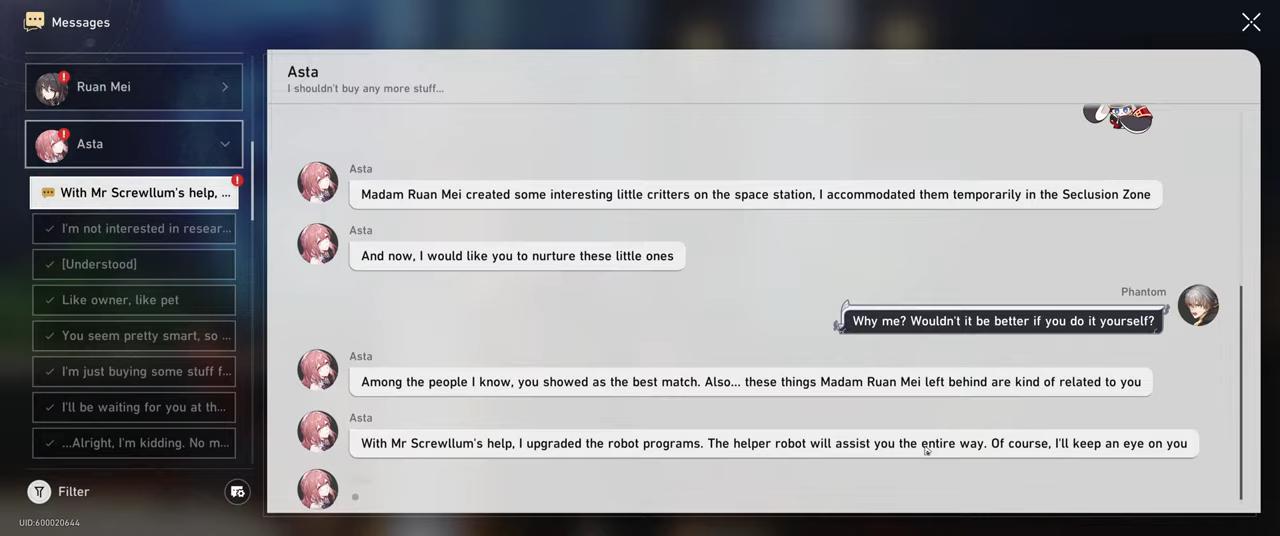 Messages
Ruan Mei
Asta
With Mr Screwllum's help, ...
I'm not interested in resear...
[Understood]
Like owner, like pet
You seem pretty smart, so ...
I'm just buying some stuff f...
I'll be waiting for you at th...
...Alright, I'm kidding. No m...
Filter
UID:600020644
Asta
I shouldn't buy any more stuff...
Asta
Madam Ruan Mei created some interesting little critters on the space station, I accommodated them temporarily in the Seclusion Zone
Asta
And now, I would like you to nurture these little ones
Phantom
Why me? Wouldn't it be better if you do it yourself?
Asta
Among the people I know, you showed as the best match. Also... these things Madam Ruan Mei left behind are kind of related to you
Asta
With Mr Screwllum's help, I upgraded the robot programs. The helper robot will assist you the entire way. Of course, I'll keep an eye on you